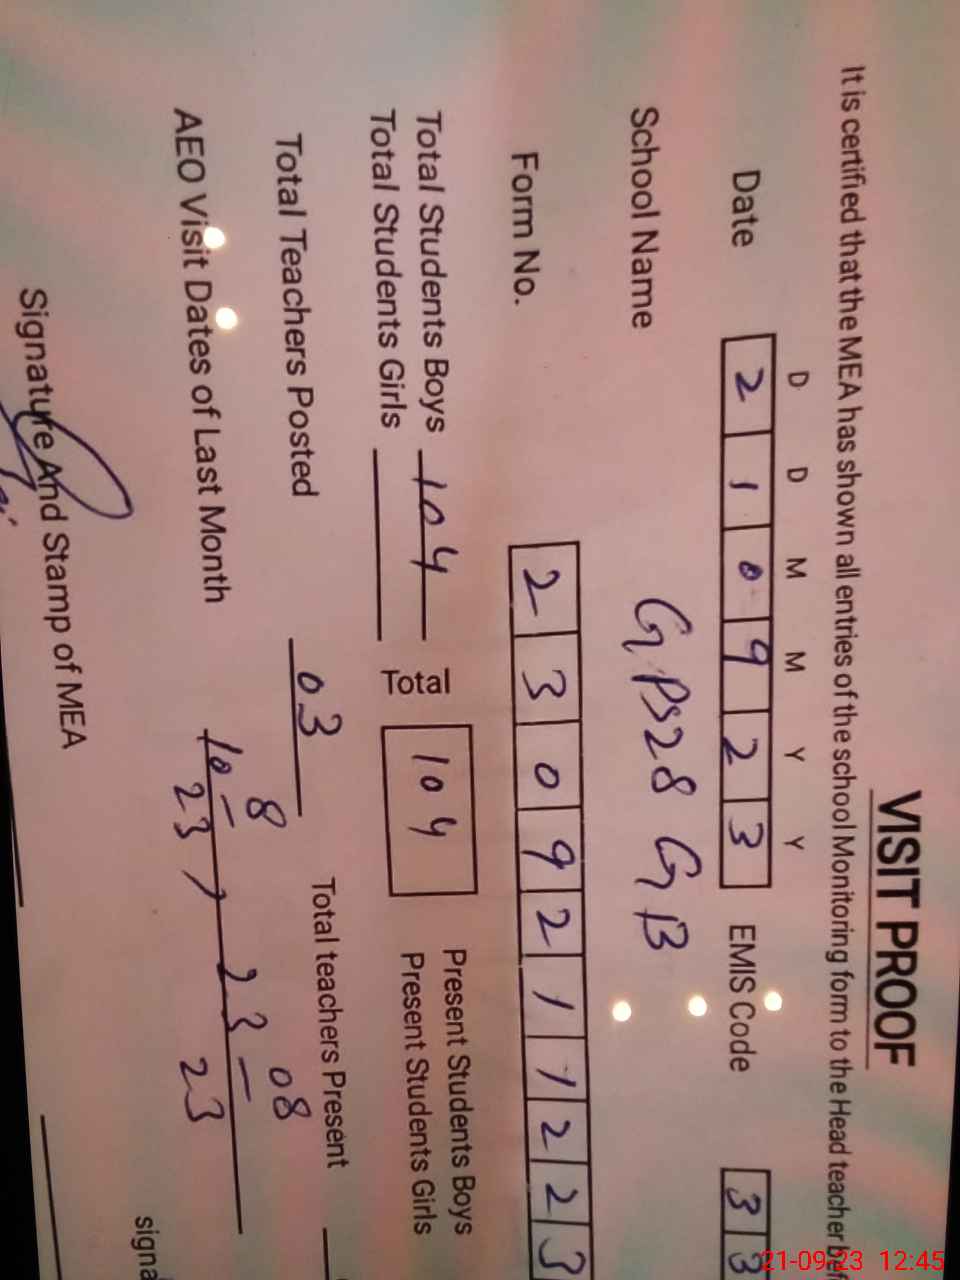 VISIT PROOF
It is certified that the MEA has shown all entries of the school Monitoring form to the Head teacher
D D M M Y Y
Date 2 1 0 9 2 3 EMIS Code 3 3
School Name GPS 28 GB
Form No. 2 3 0 9 2 1 1 2 2 3
Total Students Boys 104 Present Students Boys
Total 104
Total Students Girls Present Students Girls
Total Teachers Posted 03 Total teachers Present
AEO Visit Dates of Last Month 10-8-23, 23-08-23
Signature And Stamp of MEA
21-09-23 12:45